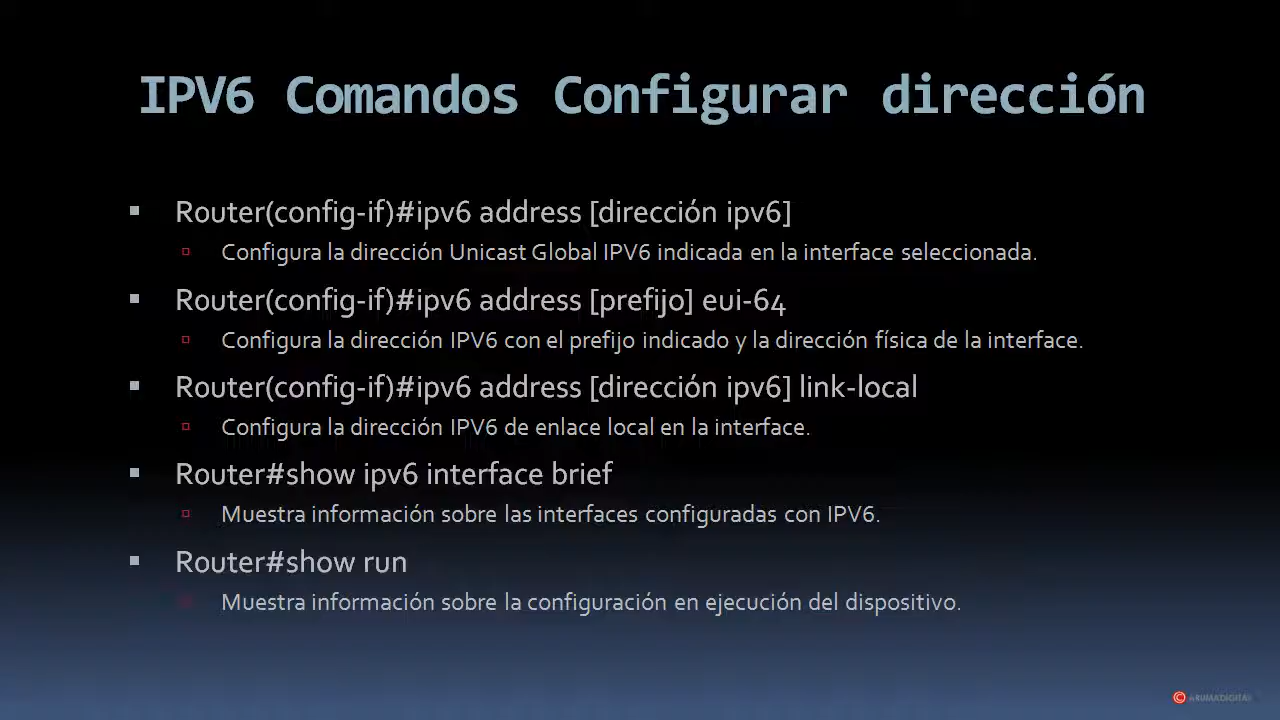 IPV6 Comandos Configurar dirección
Router(config-if)#ipv6 address [dirección ipv6]
Configura la dirección Unicast Global IPV6 indicada en la interface seleccionada.
Router(config-if)#ipv6 address [prefijo] eui-64
Configura la dirección IPV6 con el prefijo indicado y la dirección física de la interface.
Router(config-if)#ipv6 address [dirección ipv6] link-local
Configura la dirección IPV6 de enlace local en la interface.
Router#show ipv6 interface brief
Muestra información sobre las interfaces configuradas con IPV6.
Router#show run
Muestra información sobre la configuración en ejecución del dispositivo.